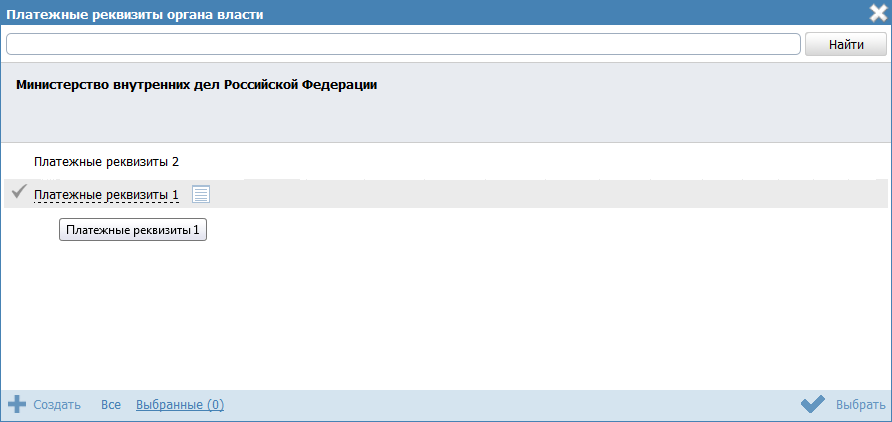 Платежные реквизиты органа власти
Найти
Министерство внутренних дел Российской Федерации
Платежные реквизиты 2
Платежные реквизиты 1
Платежные реквизиты 1
Создать Все Выбранные (0) Выбрать